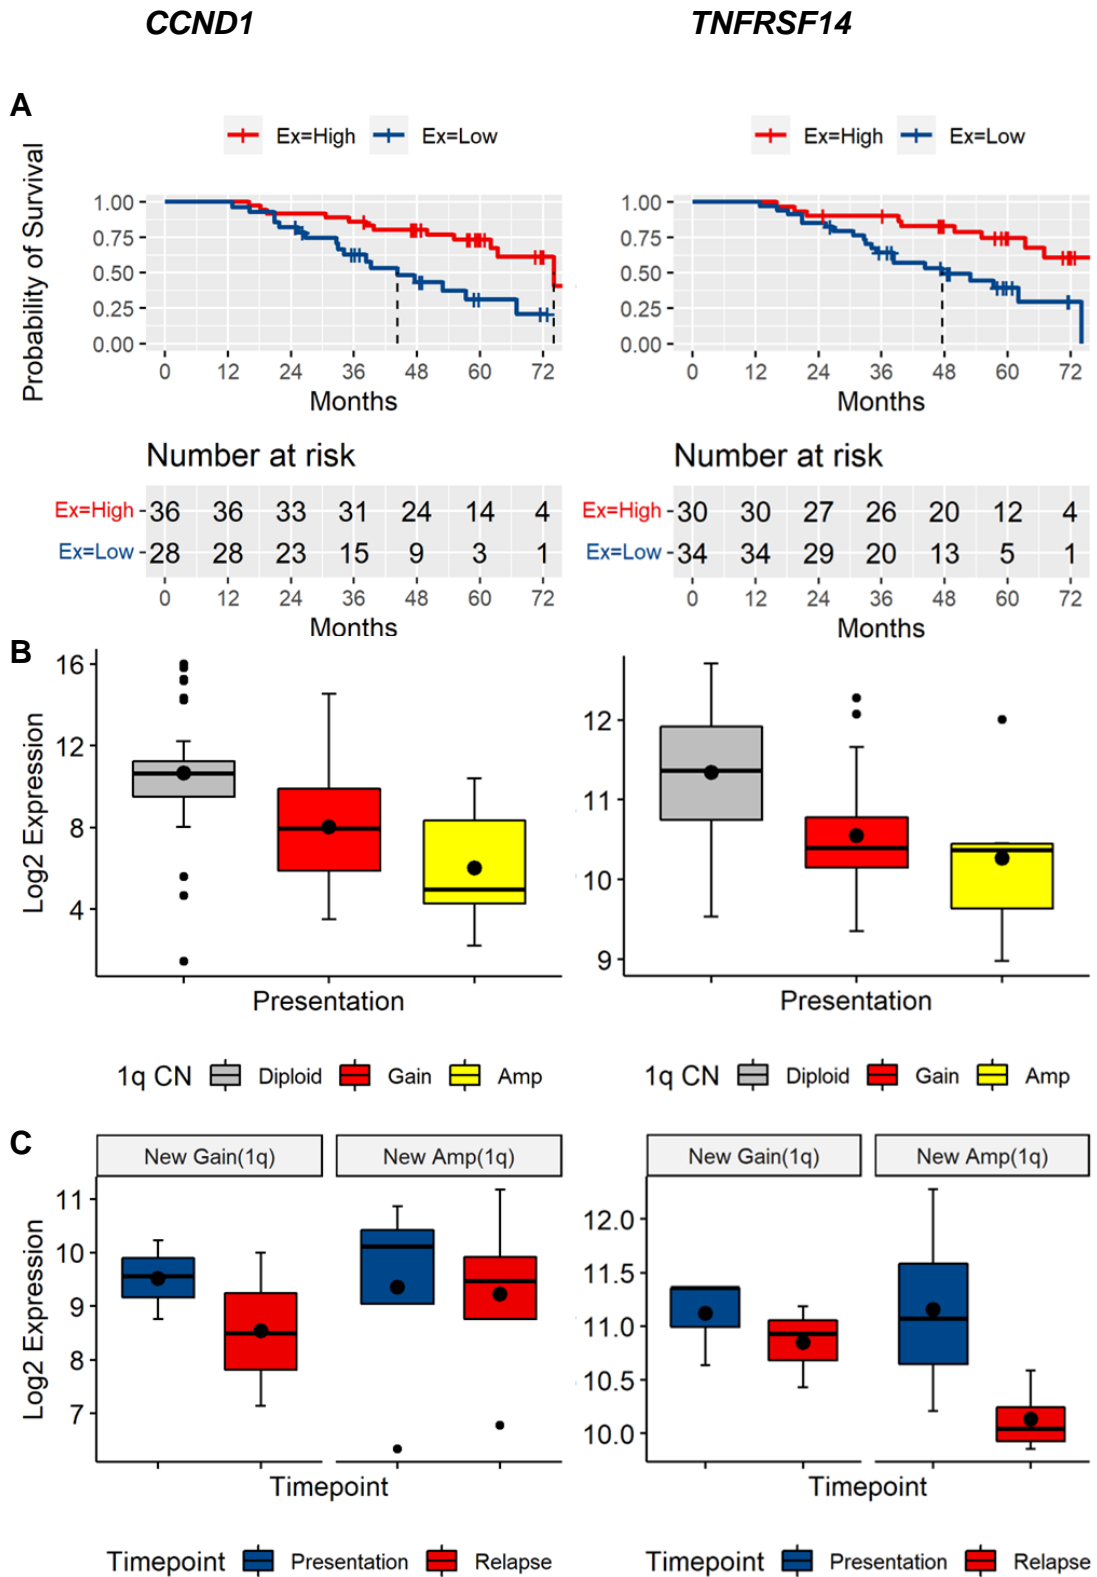 CCND1 TNFRSF14
A
Ex=High Ex=Low Ex=High Ex=Low
Probability of Survival
1.00 1.00
0.75 0.75
0.50 0.50
0.25 0.25
0.00 0.00
0 12 24 36 48 60 72 0 12 24 36 48 60 72
Months Months
Number at risk Number at risk
Ex=High 36 36 33 31 24 14 4 Ex=High 30 30 27 26 20 12 4
Ex=Low 28 28 23 15 9 3 1 Ex=Low 34 34 29 20 13 5 1
0 12 24 36 48 60 72 0 12 24 36 48 60 72
Months Months
B
Log2 Expression
16
12 12
11
8
10
4
9
Presentation Presentation
1q CN Diploid Gain Amp 1q CN Diploid Gain Amp
C
New Gain(1q) New Amp(1q) New Gain(1q) New Amp(1q)
Log2 Expression
11 12.0
10 11.5
9 11.0
8 10.5
7 10.0
Timepoint Timepoint
Timepoint Presentation Relapse Timepoint Presentation Relapse